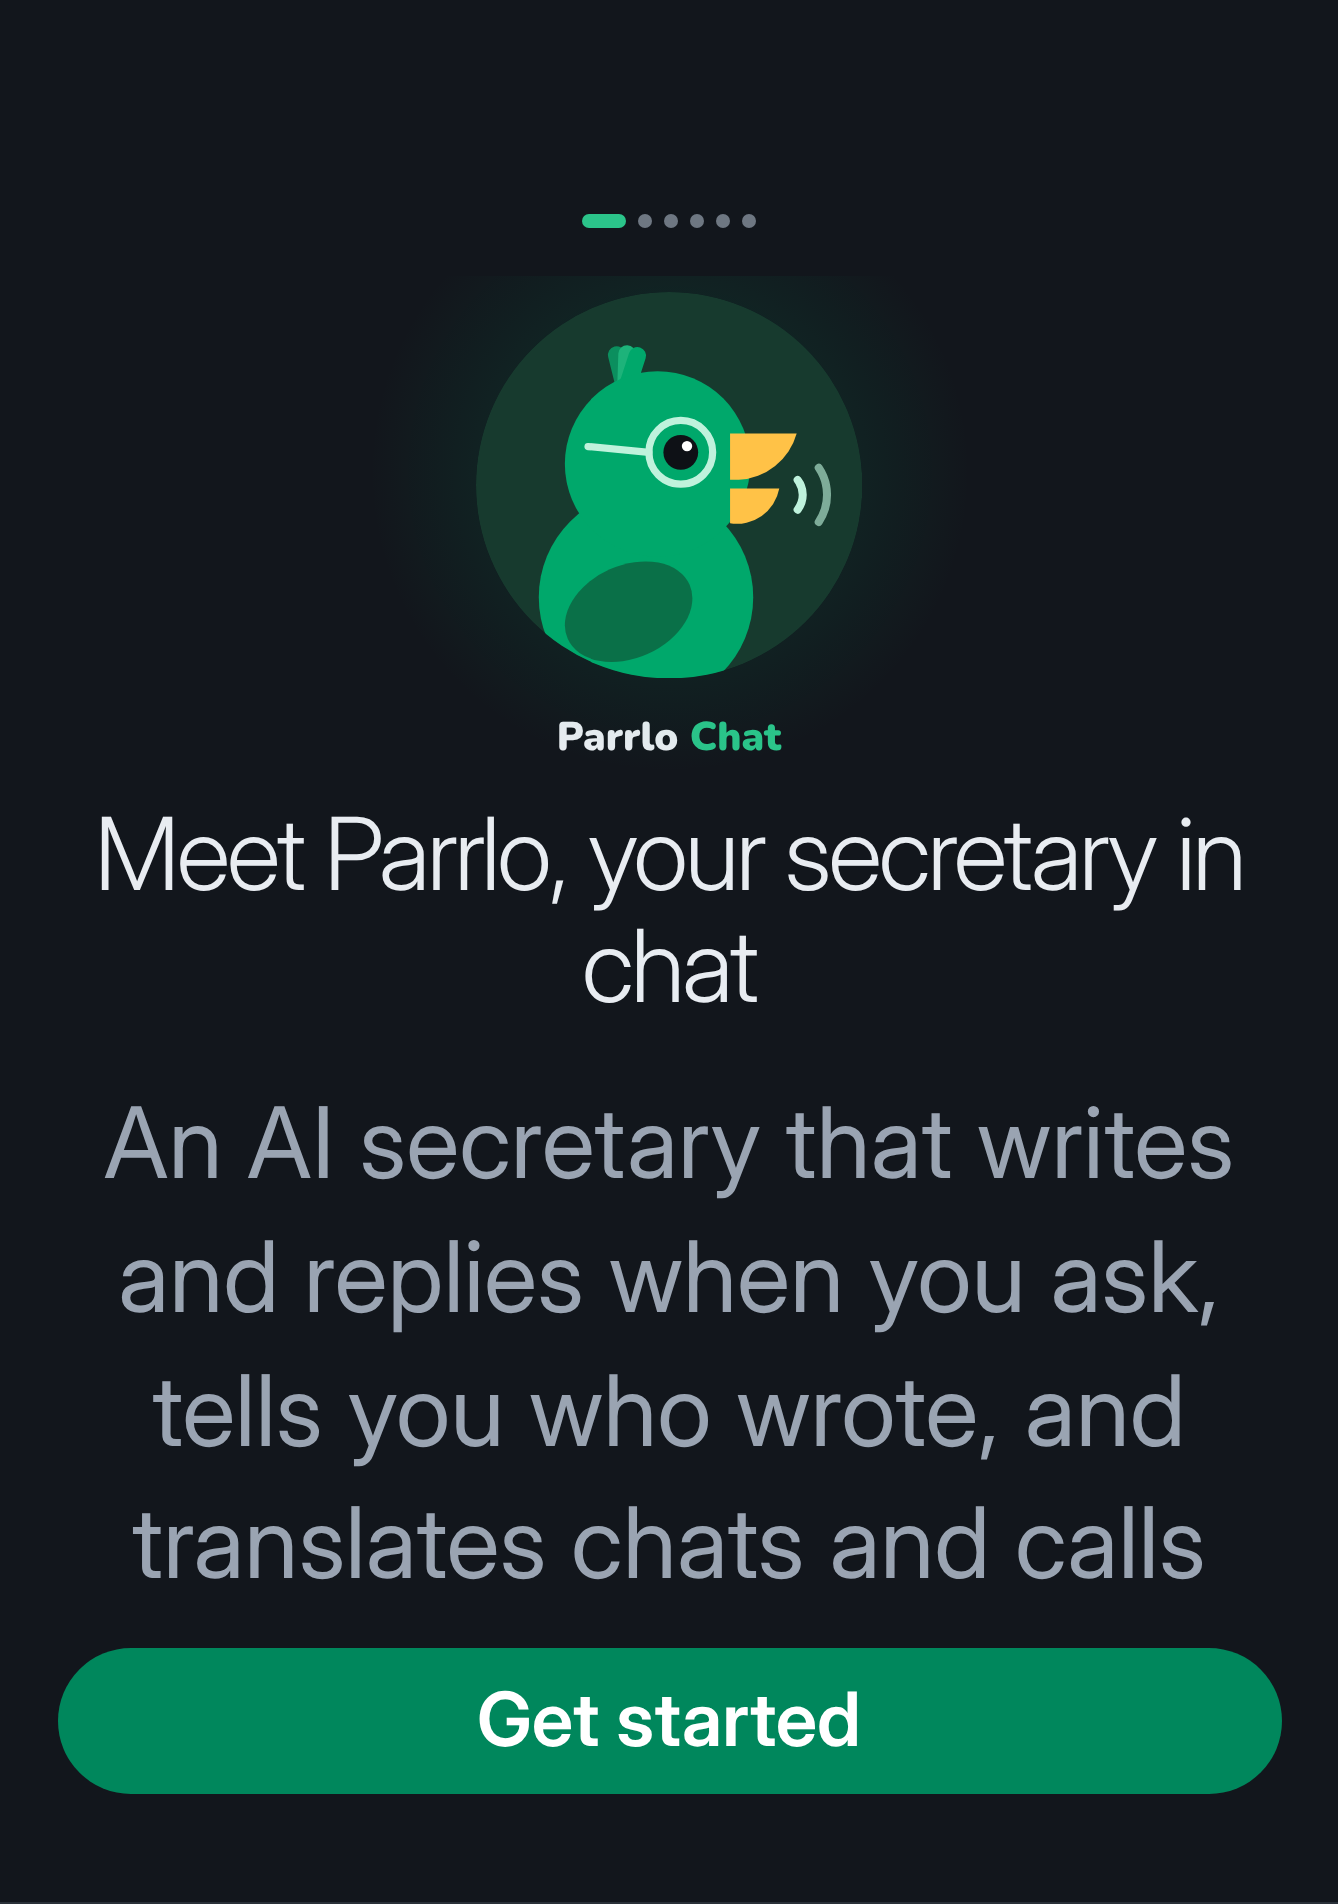 Parrlo Chat
Meet Parrlo, your secretary in
chat
An AI secretary that writes
and replies when you ask,
tells you who wrote, and
translates chats and calls
Get started